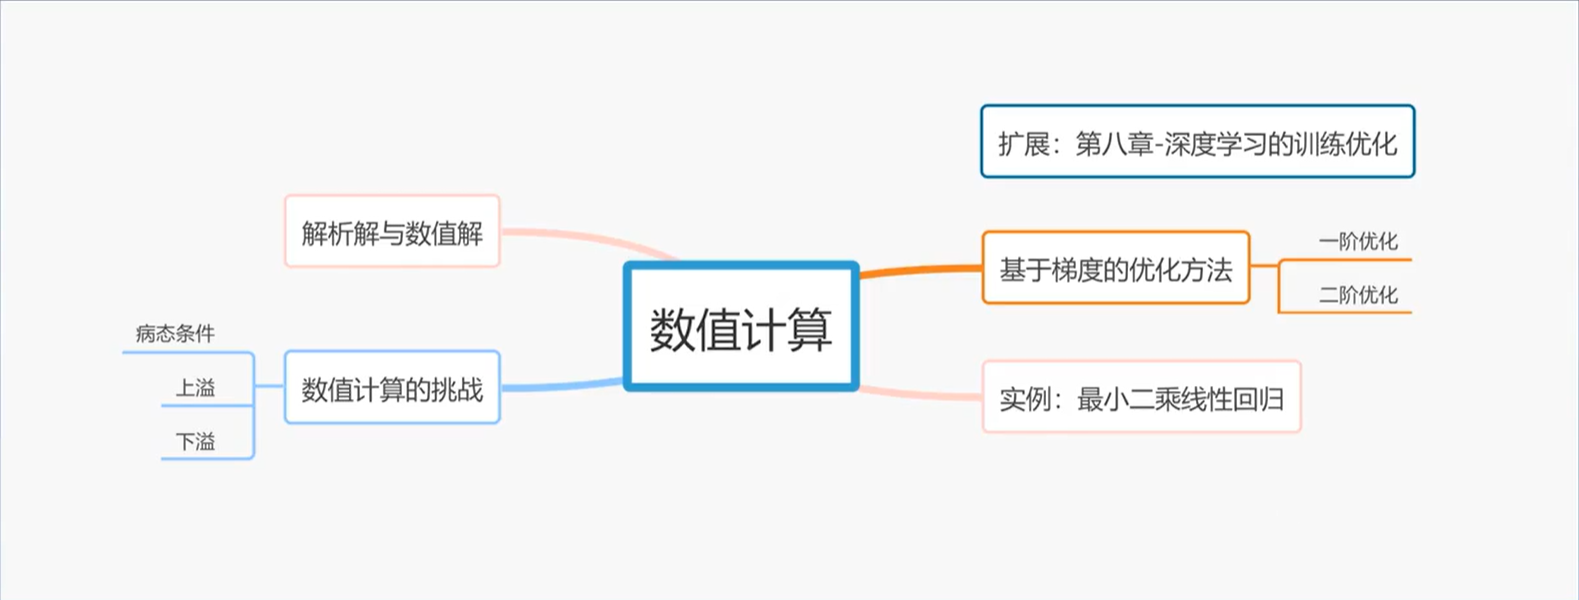 扩展：第八章-深度学习的训练优化
解析解与数值解
基于梯度的优化方法
一阶优化
二阶优化
数值计算
病态条件
上溢
下溢
数值计算的挑战
实例：最小二乘线性回归